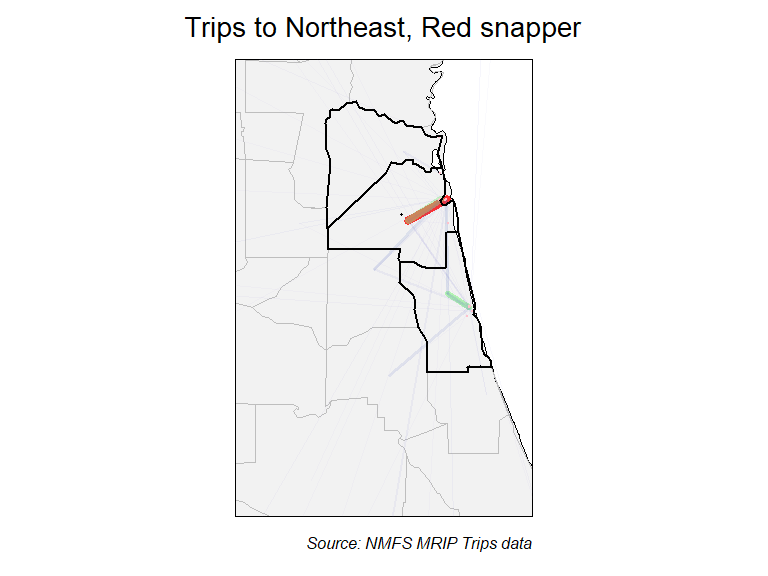 Trips to Northeast, Red snapper
Source: NMFS MRIP Trips data